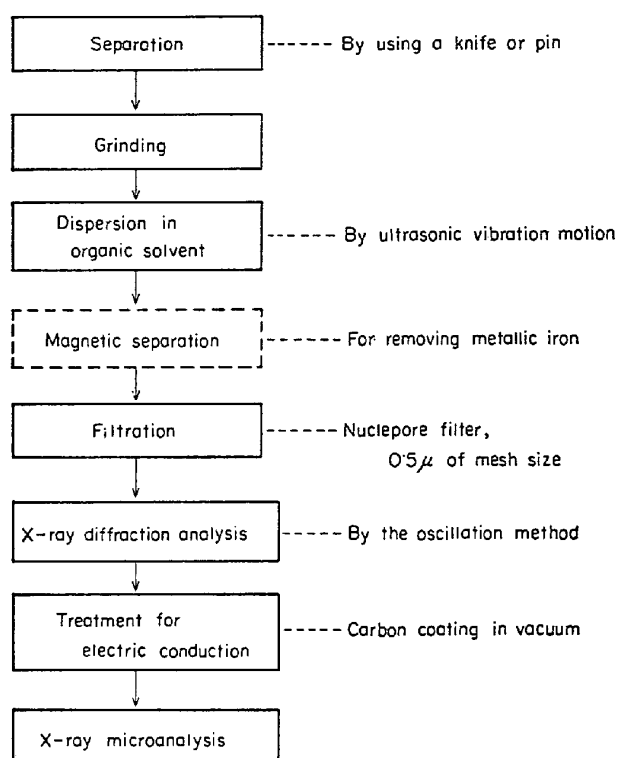 Separation
By using a knife or pin
Grinding
Dispersion in
organic solvent
By ultrasonic vibration motion
Magnetic separation
For removing metallic iron
Filtration
Nuclepore filter,
0·5μ of mesh size
X-ray diffraction analysis
By the oscillation method
Treatment for
electric conduction
Carbon coating in vacuum
X-ray microanalysis